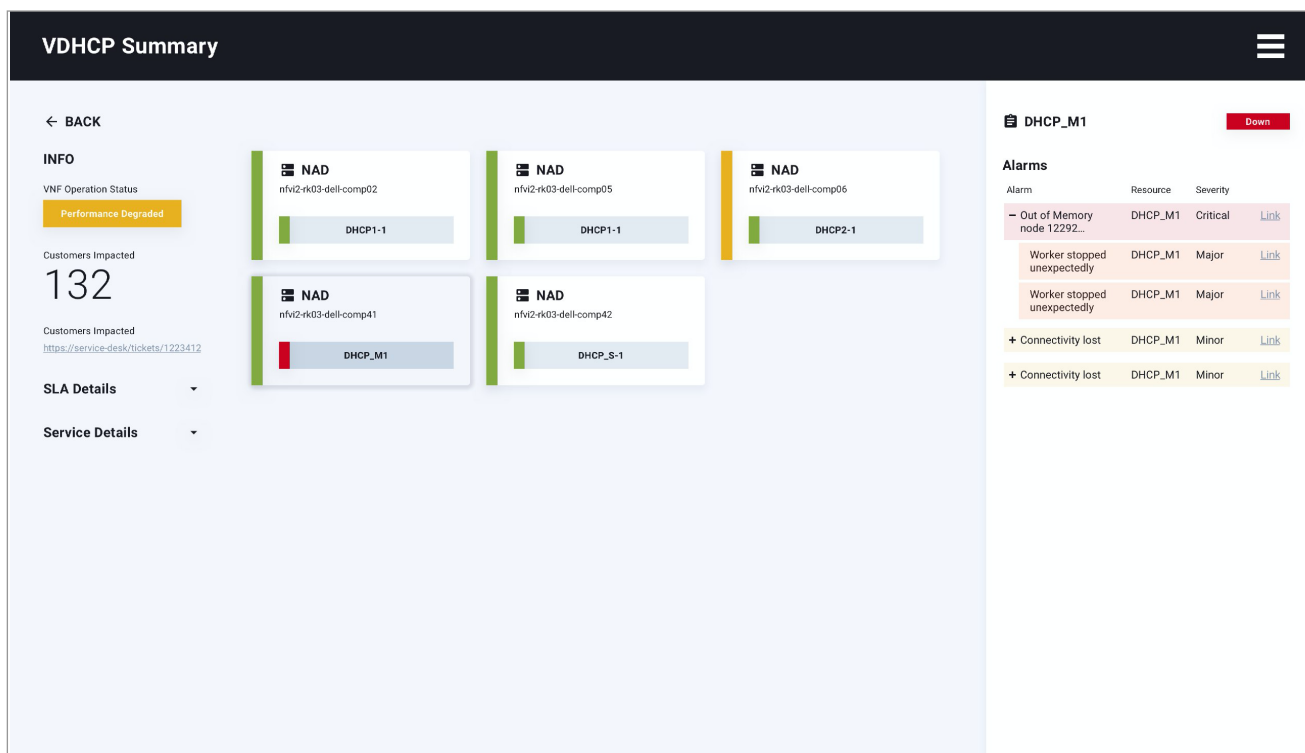 VDHCP Summary
BACK
INFO
VNF Operation Status
Performance Degraded
Customers Impacted
132
Customers Impacted
https://service-desk/tickets/1223412
SLA Details
Service Details
NAD
nfvi2-rk03-dell-comp02
DHCP1-1
NAD
nfvi2-rk03-dell-comp05
DHCP1-1
NAD
nfvi2-rk03-dell-comp06
DHCP2-1
NAD
nfvi2-rk03-dell-comp41
DHCP_M1
NAD
nfvi2-rk03-dell-comp42
DHCP_S-1
DHCP_M1 Down
Alarms
Alarm Resource Severity
− Out of Memory DHCP_M1 Critical Link
node 12292...
Worker stopped DHCP_M1 Major Link
unexpectedly
Worker stopped DHCP_M1 Major Link
unexpectedly
+ Connectivity lost DHCP_M1 Minor Link
+ Connectivity lost DHCP_M1 Minor Link